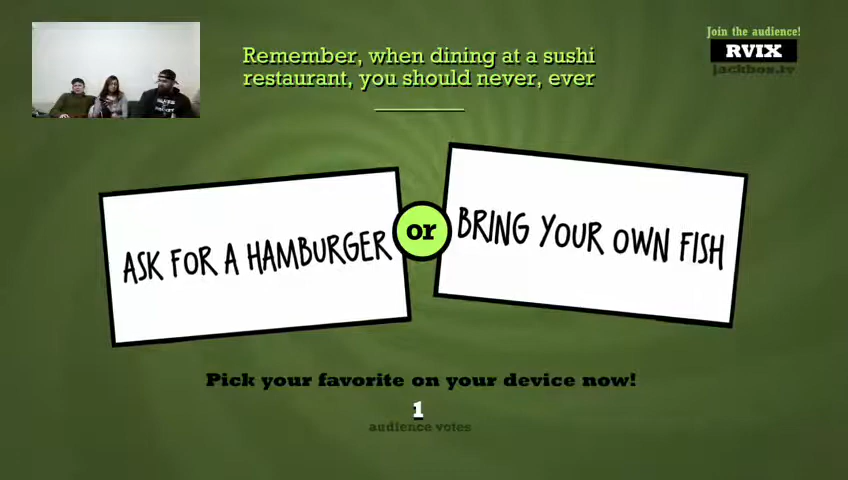 Join the audience!
RVIX
jackbox.tv
Remember, when dining at a sushi
restaurant, you should never, ever
ASK FOR A HAMBURGER
or
BRING YOUR OWN FISH
Pick your favorite on your device now!
1
audience votes